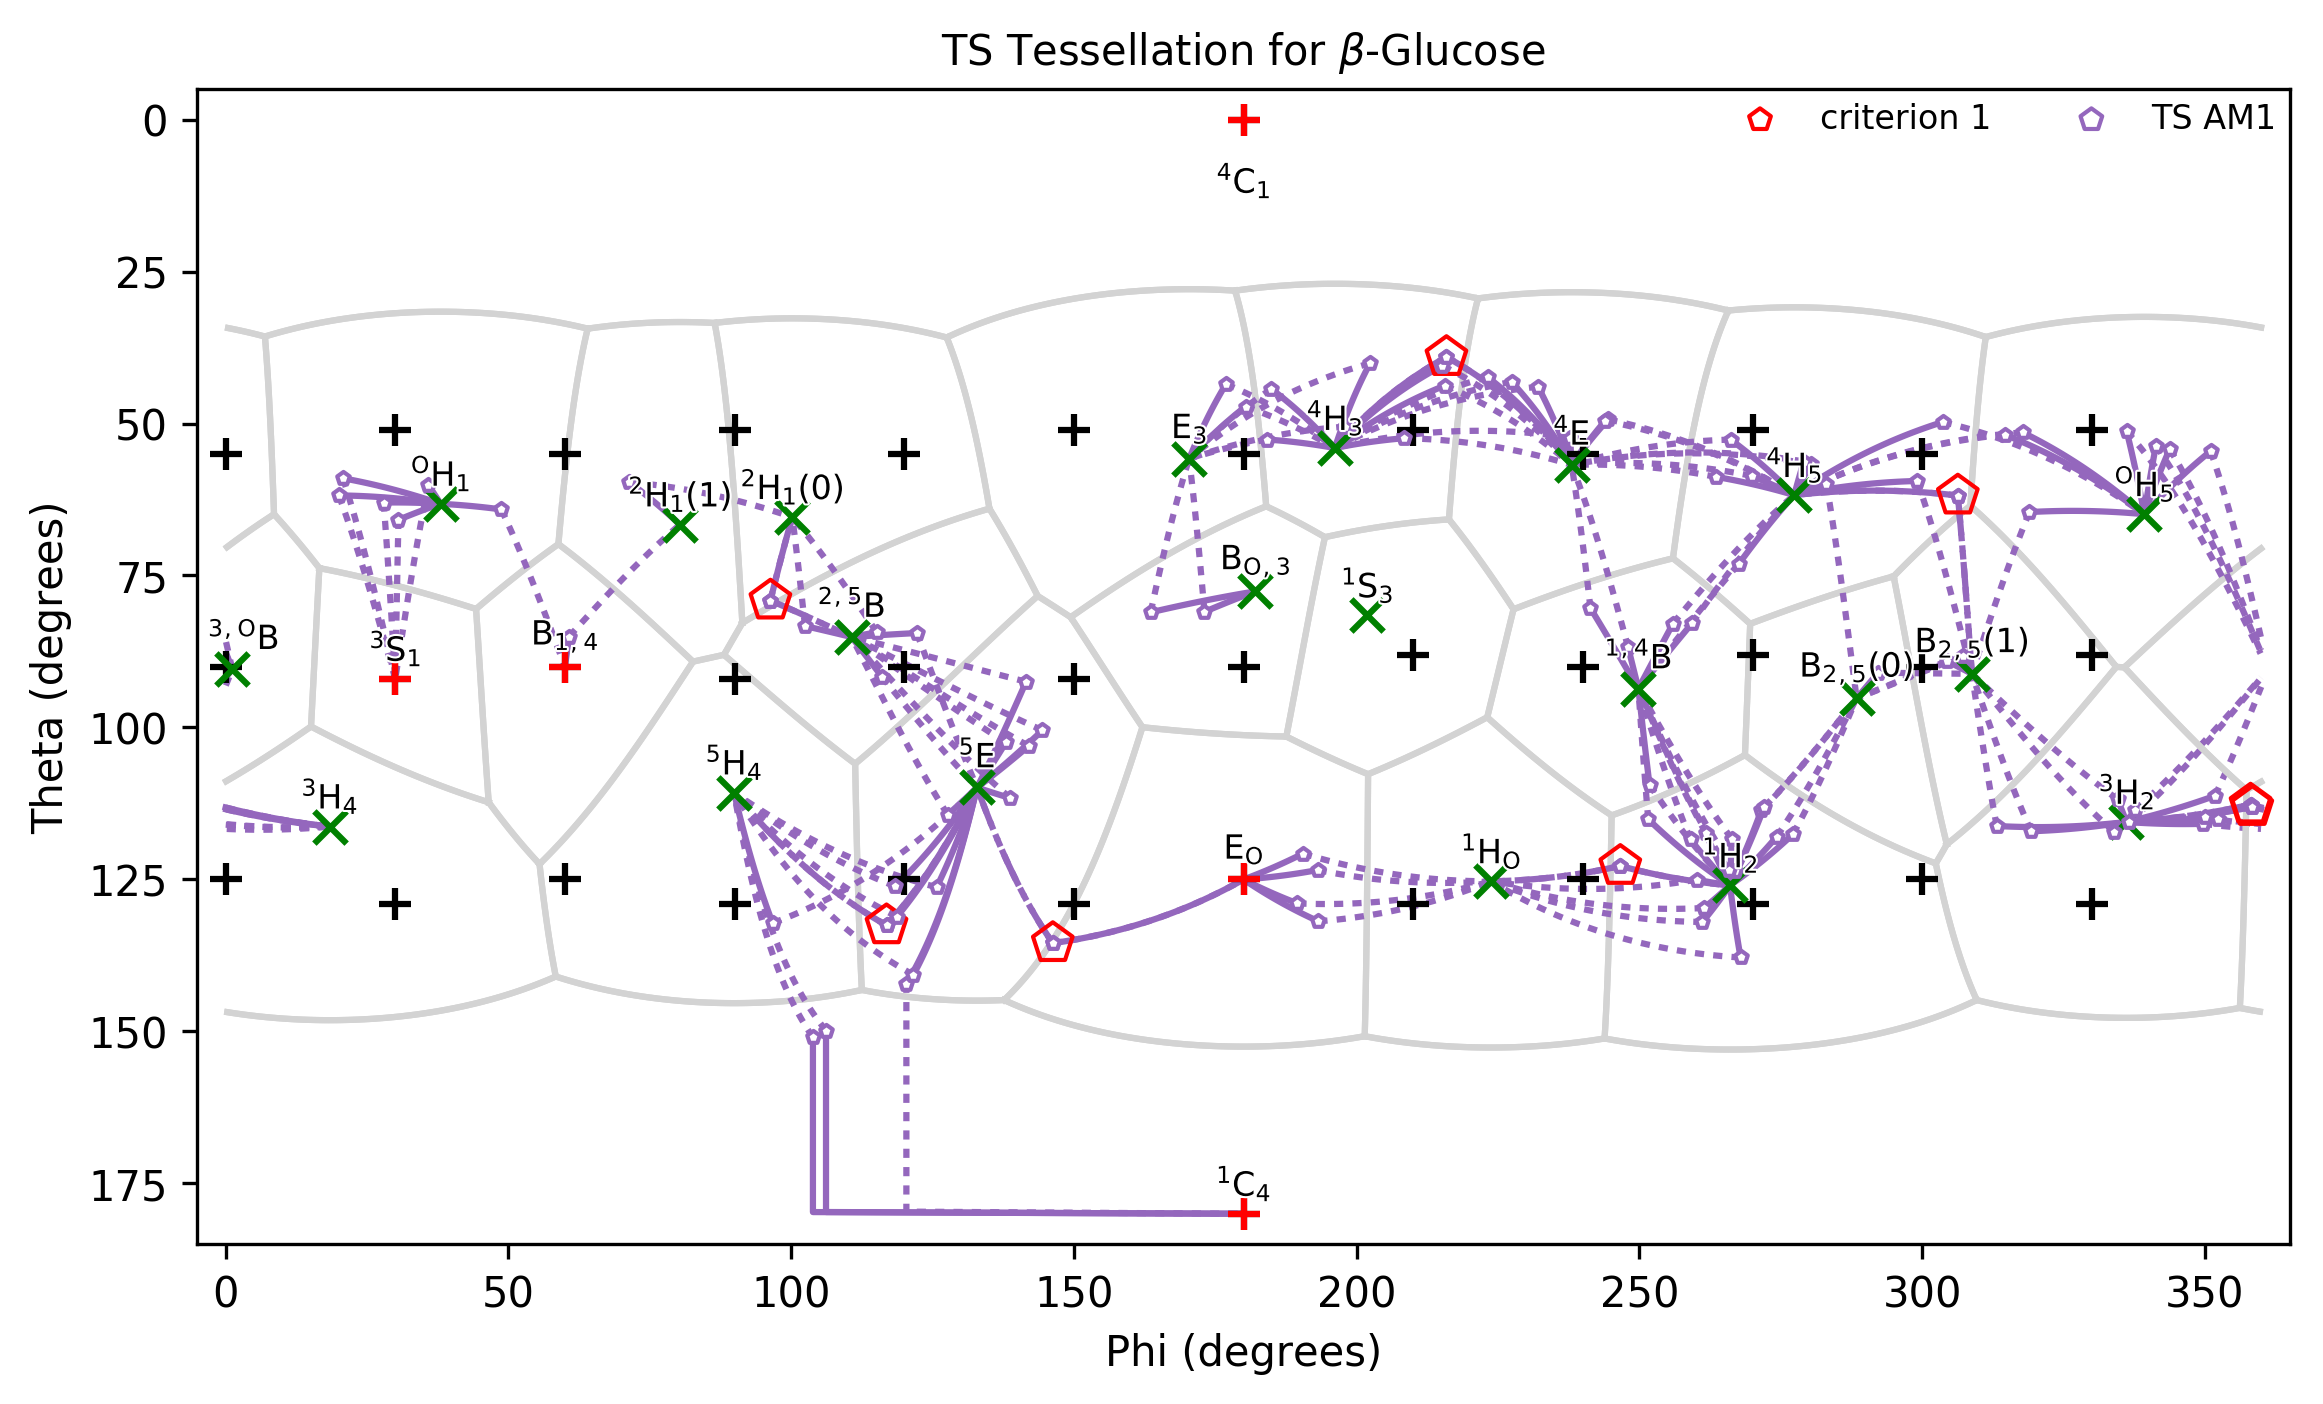 TS Tessellation for β-Glucose
criterion 1
TS AM1
⁴C₁
E₃
⁴H₃
⁴E
⁴H₅
ᴼH₅
ᴼH₁
²H₁(1)
²H₁(0)
B_O,3
¹S₃
²,⁵B
³,ᴼB
³S₁
B₁,₄
¹,⁴B
B₂,₅(0)
B₂,₅(1)
⁵H₄
⁵E
³H₄
³H₂
E_O
¹H_O
¹H₂
¹C₄
0
25
50
75
100
125
150
175
Theta (degrees)
0
50
100
150
200
250
300
350
Phi (degrees)